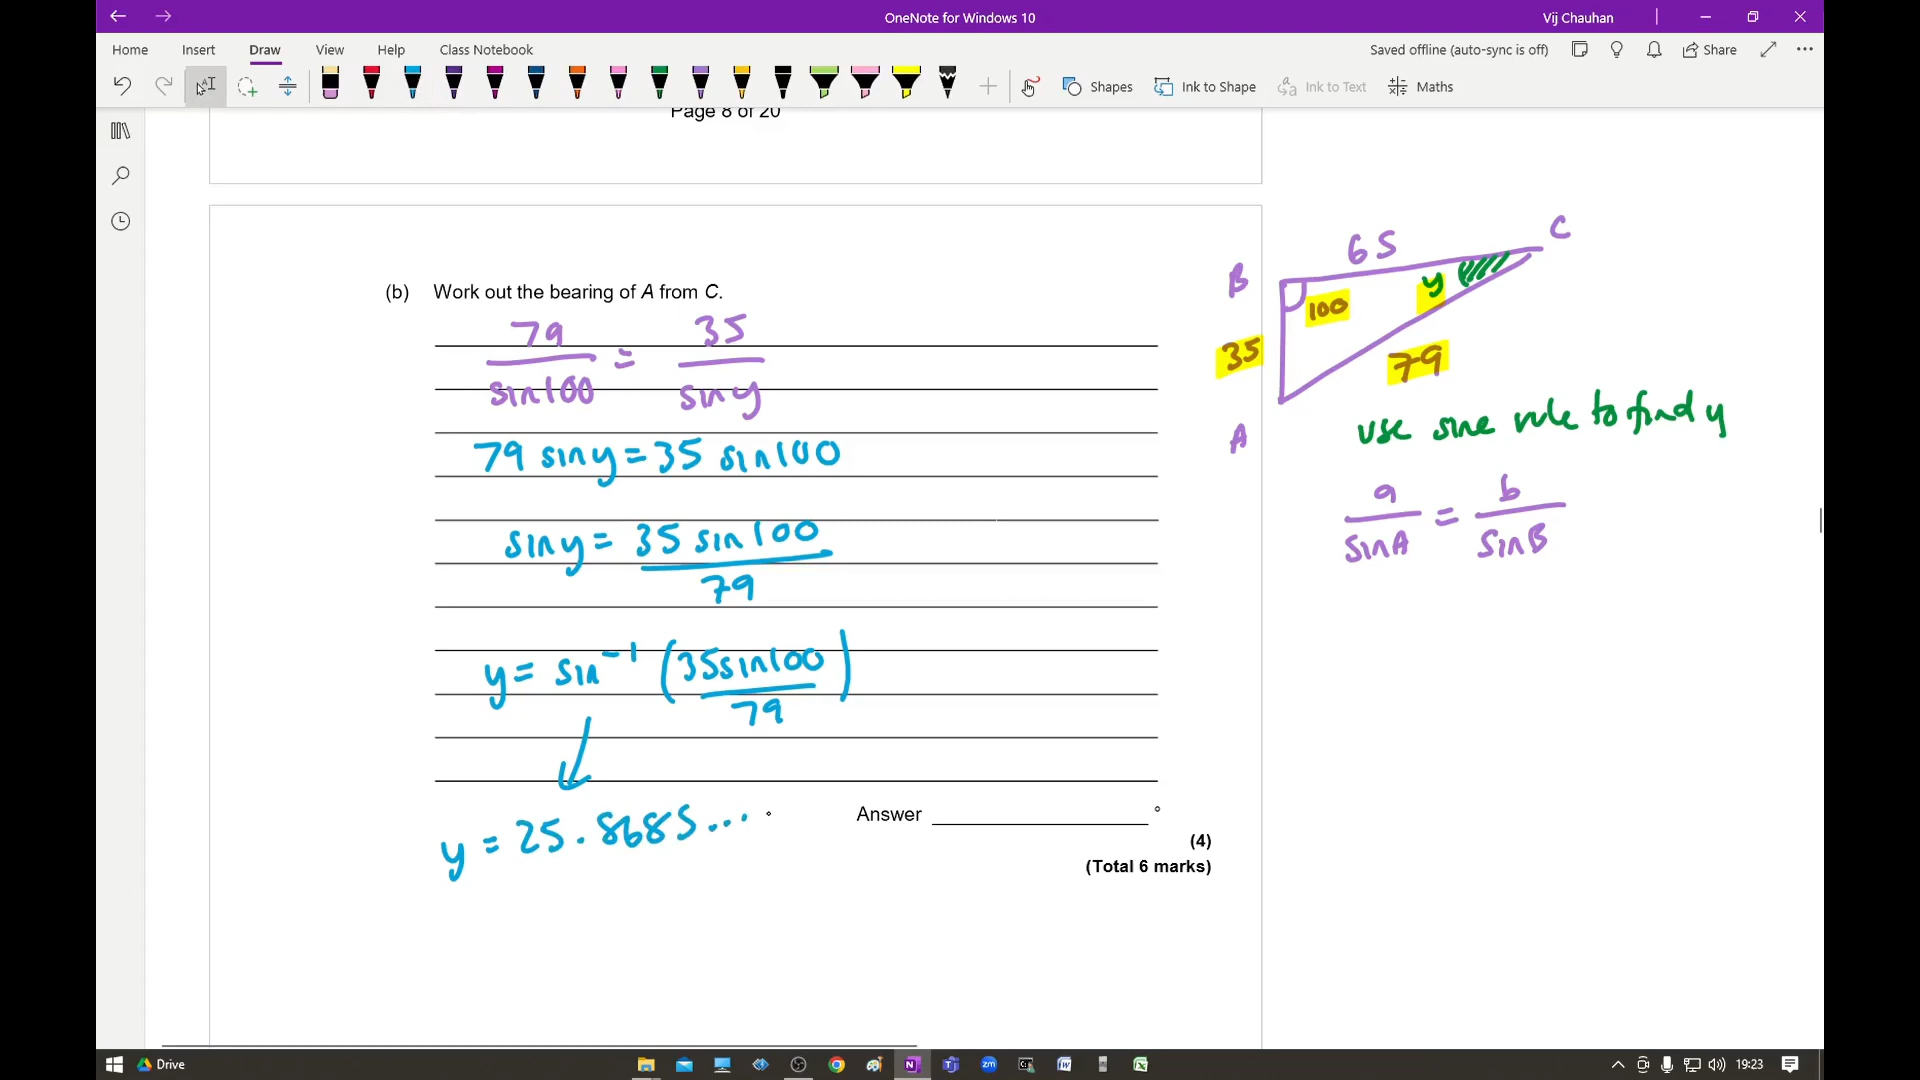 OneNote for Windows 10
Vij Chauhan
Home Insert Draw View Help Class Notebook
Saved offline (auto-sync is off) Share
Shapes Ink to Shape Ink to Text Maths
Page 8 of 20
(b) Work out the bearing of A from C.
79/sin100 = 35/sin y
79 sin y = 35 sin100
sin y = 35 sin100/79
y = sin⁻¹ (35sin100/79)
y = 25.8685... °
Answer °
(4)
(Total 6 marks)
C
65
B
y
100
35
79
A
use sine rule to find y
a/sinA = b/sinB
Drive
19:23